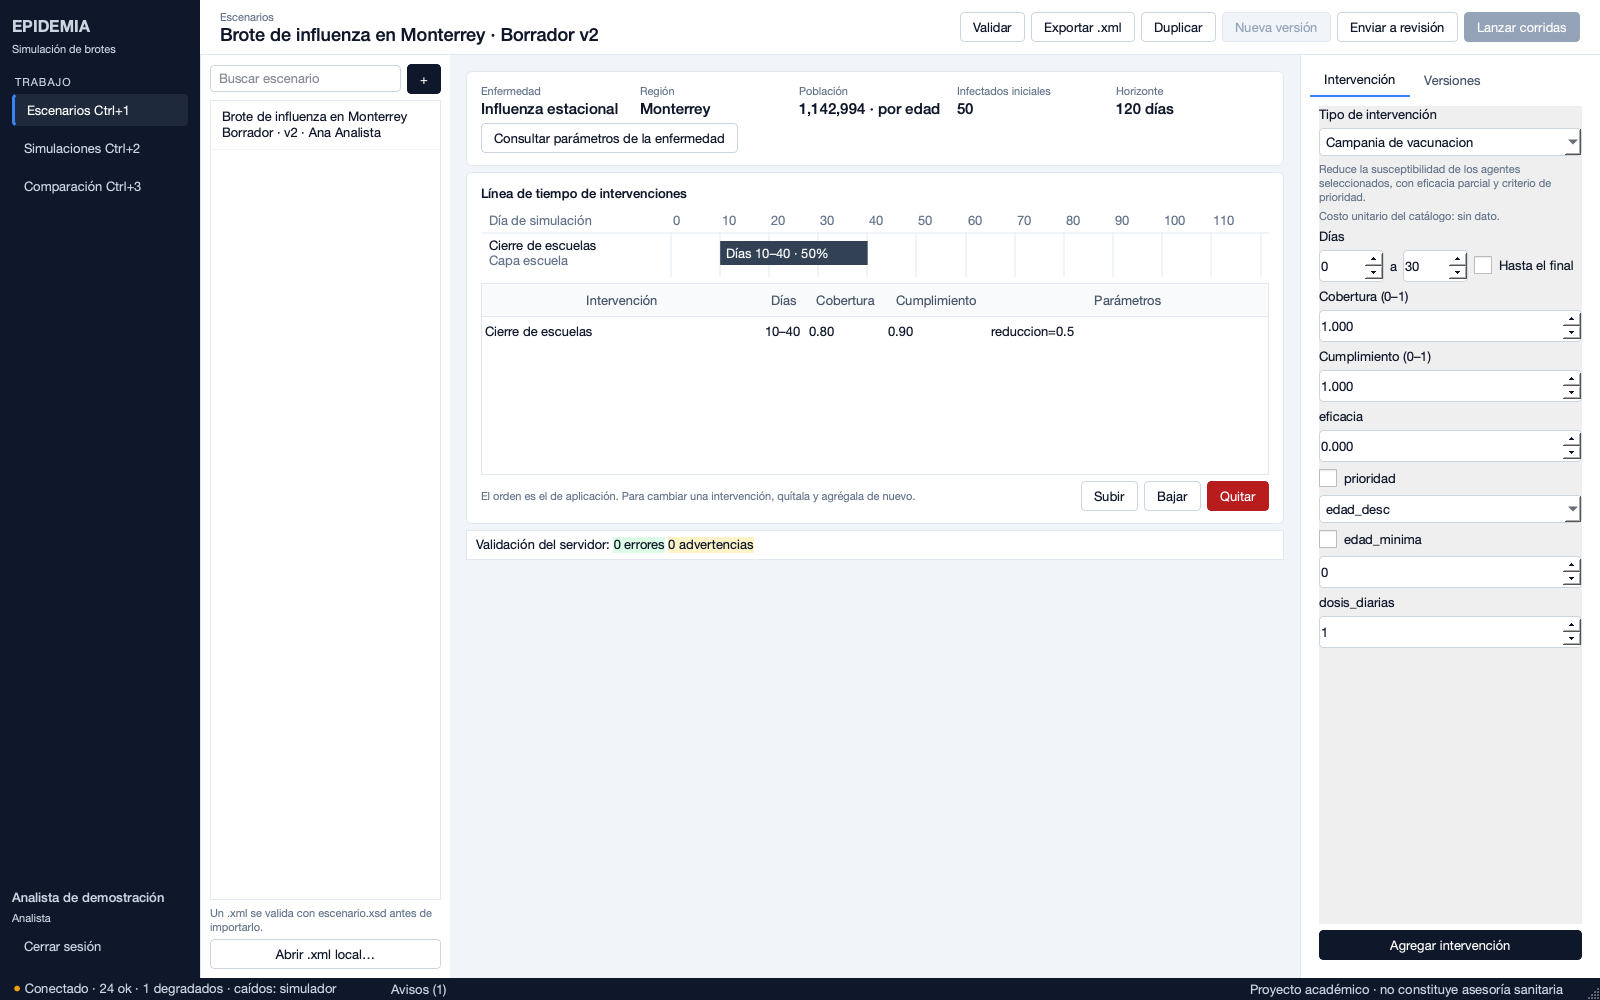 EPIDEMIA
Simulación de brotes
TRABAJO
Escenarios Ctrl+1
Simulaciones Ctrl+2
Comparación Ctrl+3
Analista de demostración
Analista
Cerrar sesión
Escenarios
Brote de influenza en Monterrey · Borrador v2
Validar
Exportar .xml
Duplicar
Nueva versión
Enviar a revisión
Lanzar corridas
Buscar escenario
+
Brote de influenza en Monterrey
Borrador · v2 · Ana Analista
Un .xml se valida con escenario.xsd antes de
importarlo.
Abrir .xml local…
Enfermedad Región Población Infectados iniciales Horizonte
Influenza estacional Monterrey 1,142,994 · por edad 50 120 días
Consultar parámetros de la enfermedad
Línea de tiempo de intervenciones
Día de simulación 0 10 20 30 40 50 60 70 80 90 100 110
Cierre de escuelas
Capa escuela
Días 10–40 · 50%
Intervención Días Cobertura Cumplimiento Parámetros
Cierre de escuelas 10–40 0.80 0.90 reduccion=0.5
El orden es el de aplicación. Para cambiar una intervención, quítala y agrégala de nuevo.
Subir
Bajar
Quitar
Validación del servidor: 0 errores 0 advertencias
Intervención
Versiones
Tipo de intervención
Campania de vacunacion
Reduce la susceptibilidad de los agentes
seleccionados, con eficacia parcial y criterio de
prioridad.
Costo unitario del catálogo: sin dato.
Días
0 a 30 Hasta el final
Cobertura (0–1)
1.000
Cumplimiento (0–1)
1.000
eficacia
0.000
prioridad
edad_desc
edad_minima
0
dosis_diarias
1
Agregar intervención
Conectado · 24 ok · 1 degradados · caídos: simulador
Avisos (1)
Proyecto académico · no constituye asesoría sanitaria